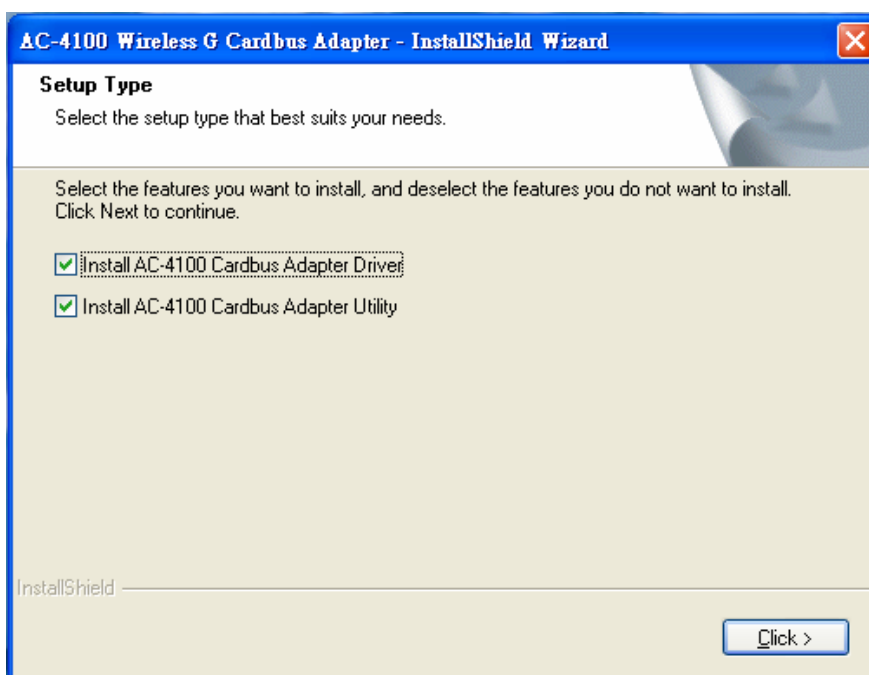 AC-4100 Wireless G Cardbus Adapter - InstallShield Wizard
Setup Type
Select the setup type that best suits your needs.
Select the features you want to install, and deselect the features you do not want to install.
Click Next to continue.
Install AC-4100 Cardbus Adapter Driver
Install AC-4100 Cardbus Adapter Utility
InstallShield
Click >